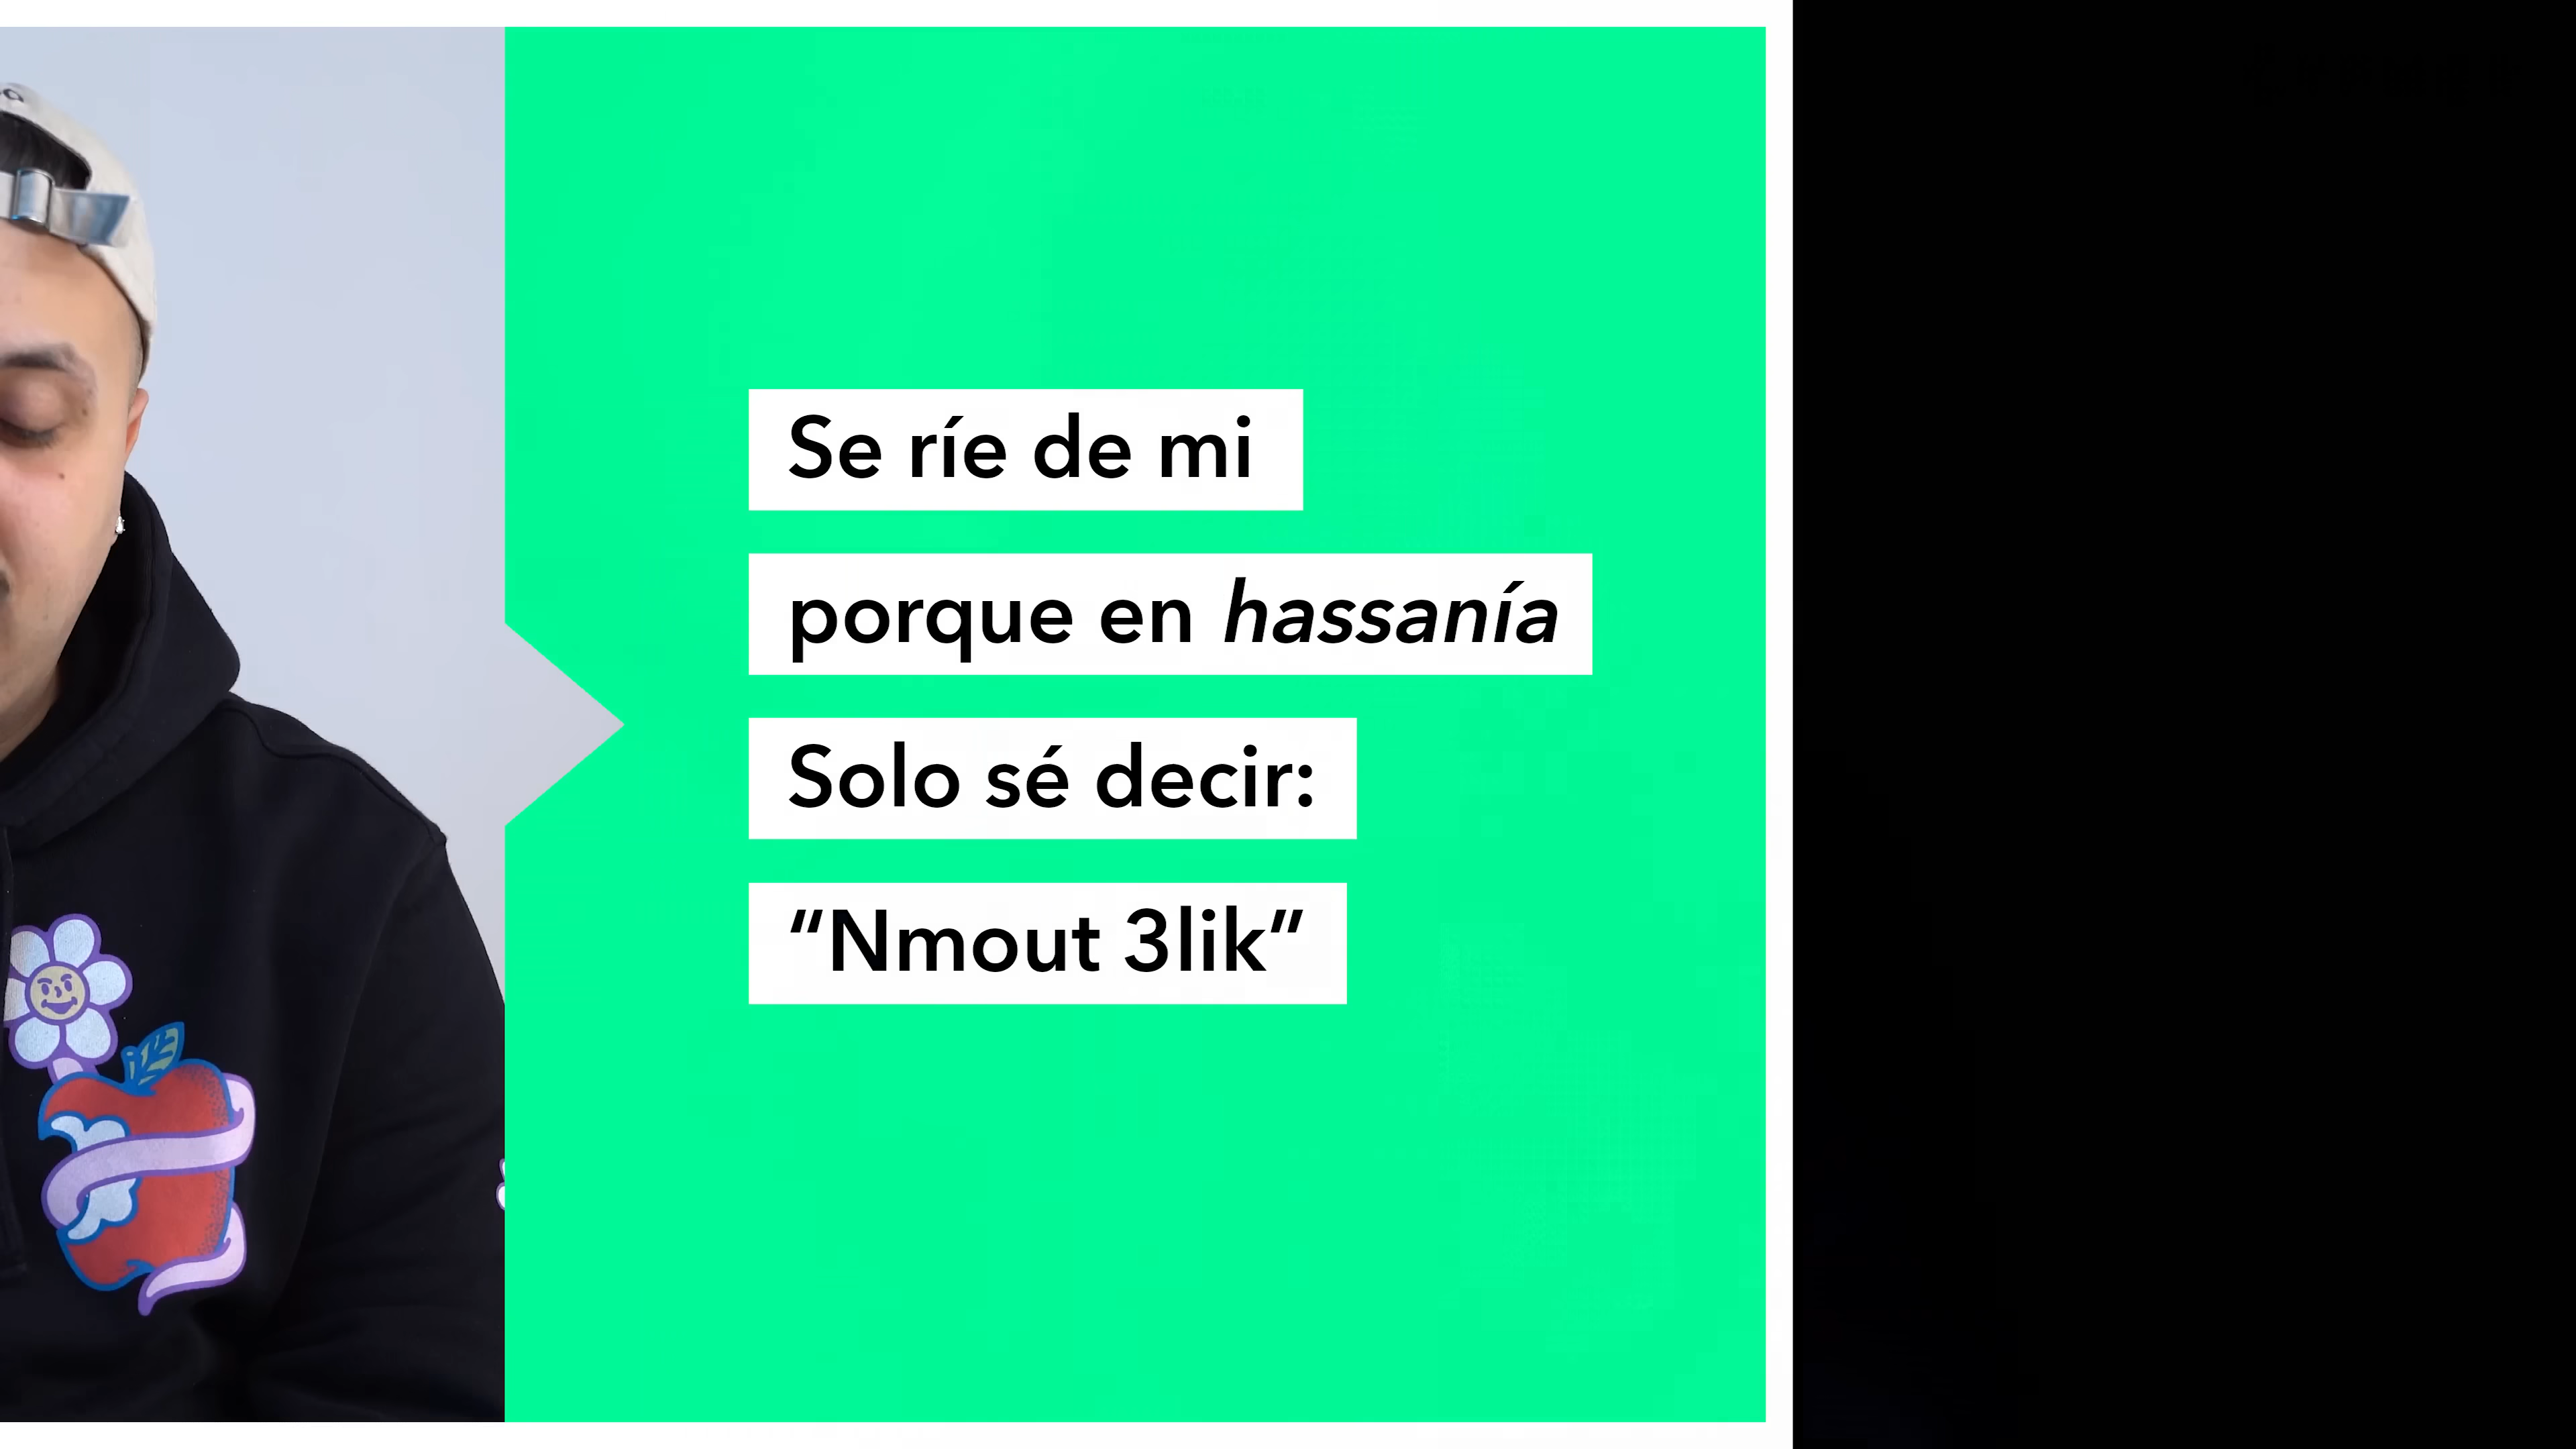 Se ríe de mi
porque en hassanía
Solo sé decir:
“Nmout 3lik”